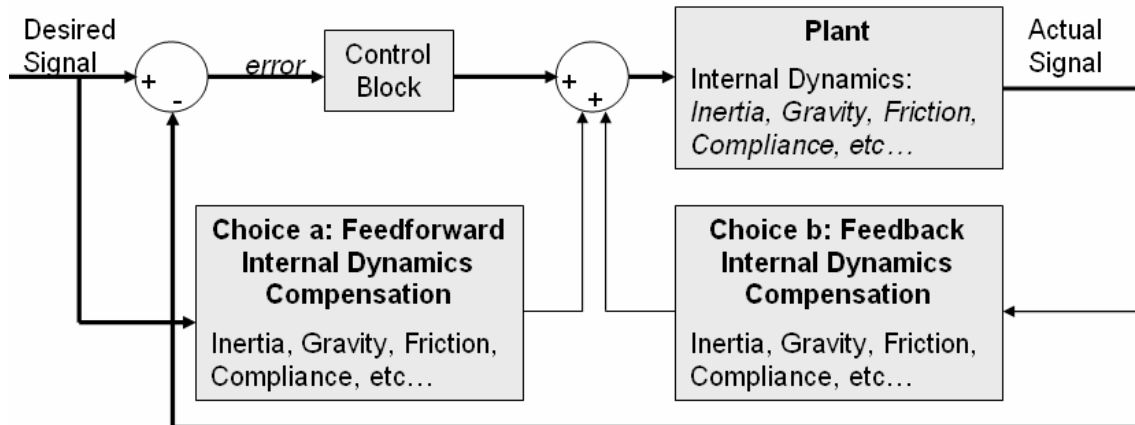 Desired
Signal
+
-
error
Control
Block
+
+
Plant
Internal Dynamics:
Inertia, Gravity, Friction,
Compliance, etc...
Actual
Signal
Choice a: Feedforward
Internal Dynamics
Compensation
Inertia, Gravity, Friction,
Compliance, etc...
Choice b: Feedback
Internal Dynamics
Compensation
Inertia, Gravity, Friction,
Compliance, etc...